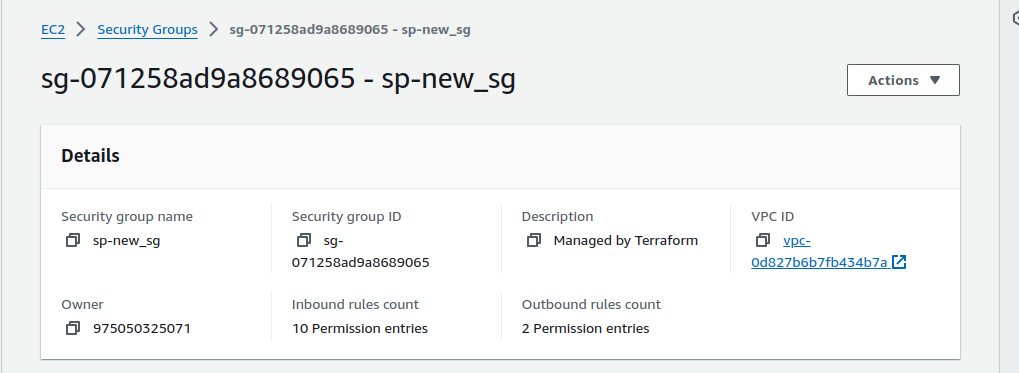 EC2 > Security Groups > sg-071258ad9a8689065 - sp-new_sg
sg-071258ad9a8689065 - sp-new_sg
Actions
Details
Security group name
sp-new_sg
Security group ID
sg-
071258ad9a8689065
Description
Managed by Terraform
VPC ID
vpc-
0d827b6b7fb434b7a
Owner
975050325071
Inbound rules count
10 Permission entries
Outbound rules count
2 Permission entries